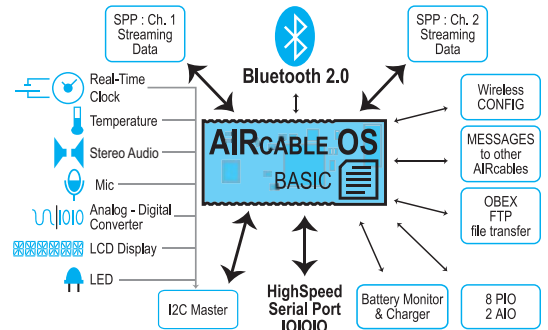 SPP : Ch. 1
Streaming
Data
SPP : Ch. 2
Streaming
Data
Bluetooth 2.0
Real-Time
Clock
Temperature
Stereo Audio
Mic
Analog - Digital
Converter
LCD Display
LED
AIRCABLE OS
BASIC
Wireless
CONFIG
MESSAGES
to other
AIRcables
OBEX
FTP
file transfer
I2C Master
HighSpeed
Serial Port
IOIOIO
Battery Monitor
& Charger
8 PIO
2 AIO
IOIO